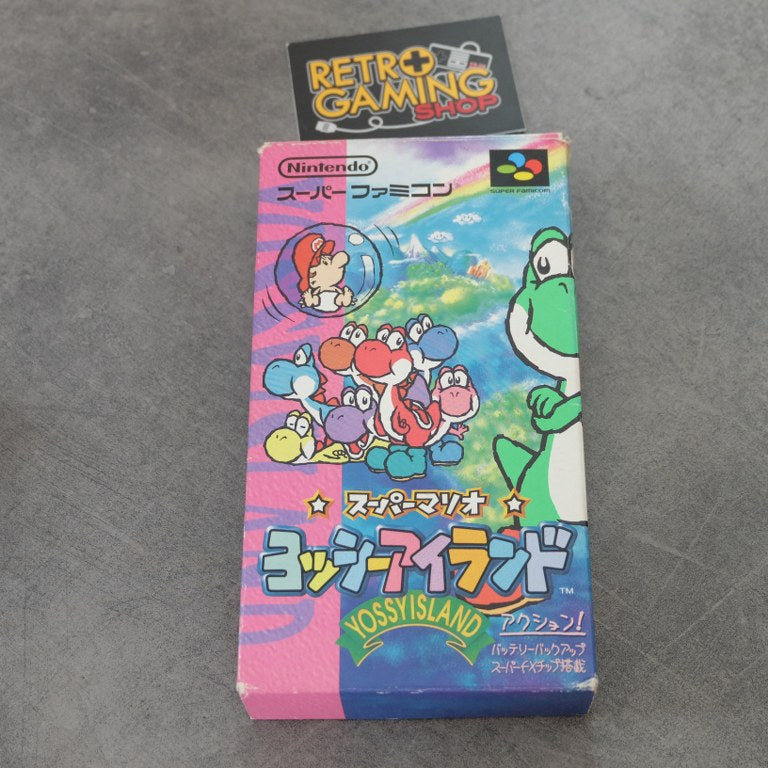 RETRO
GAMING
SHOP
Nintendo
スーパーファミコン
SUPER FAMICOM
スーパーマリオ
ヨッシーアイランド
TM
YOSSY ISLAND
アクション!
バッテリーバックアップ
スーパーFXチップ搭載